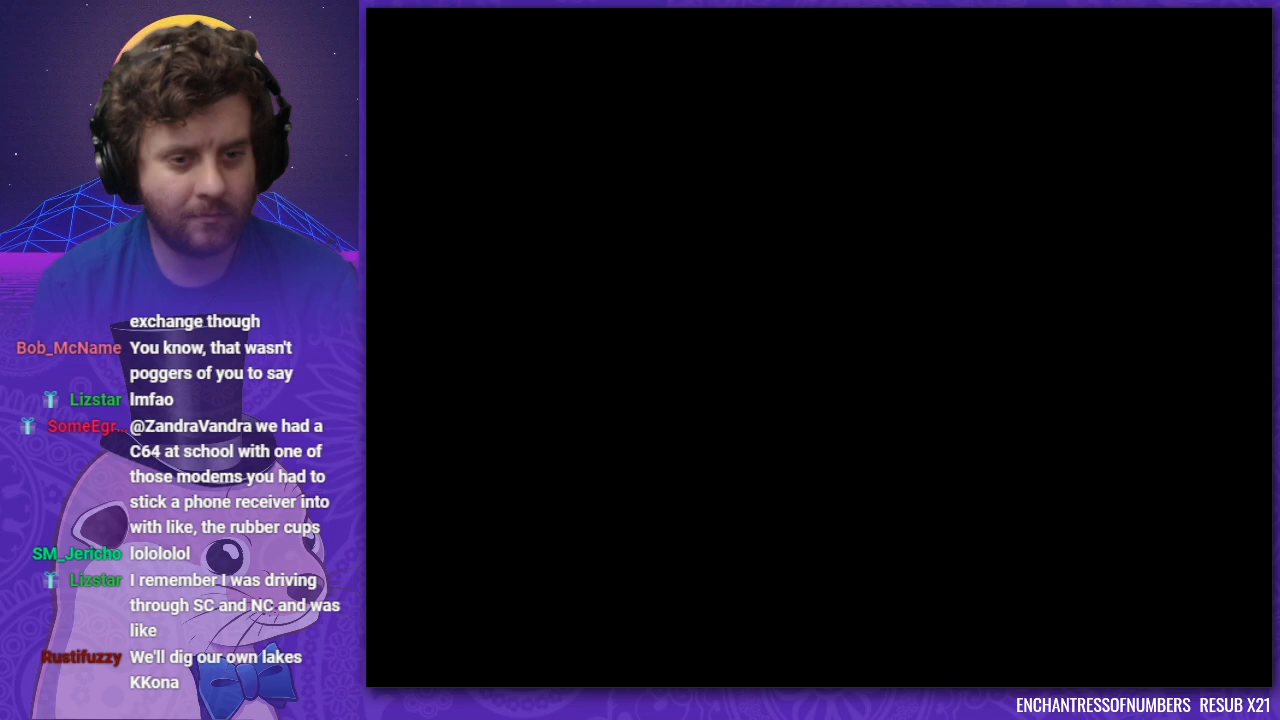 exchange though
Bob_McName You know, that wasn't
poggers of you to say
Lizstar lmfao
SomeEgr... @ZandraVandra we had a
C64 at school with one of
those modems you had to
stick a phone receiver into
with like, the rubber cups
SM_Jericho lolololol
Lizstar I remember I was driving
through SC and NC and was
like
Rustifuzzy We'll dig our own lakes
KKona
ENCHANTRESSOFNUMBERS RESUB X21